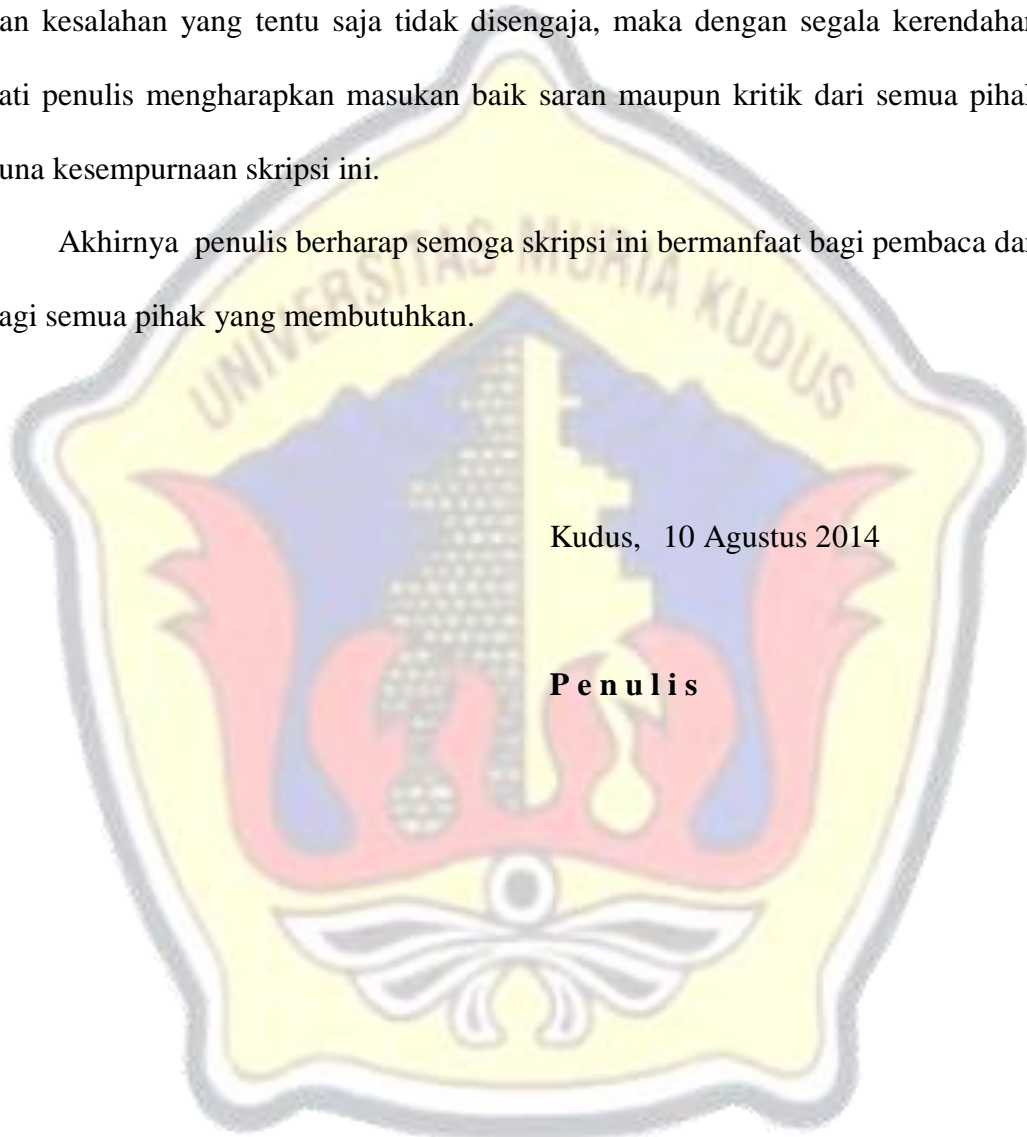 an kesalahan yang tentu saja tidak disengaja, maka dengan segala kerendahan
ati penulis mengharapkan masukan baik saran maupun kritik dari semua pihak
una kesempurnaan skripsi ini.
Akhirnya penulis berharap semoga skripsi ini bermanfaat bagi pembaca dan
agi semua pihak yang membutuhkan.
UNIVERSITAS MURIA KUDUS
Kudus, 10 Agustus 2014
P e n u l i s